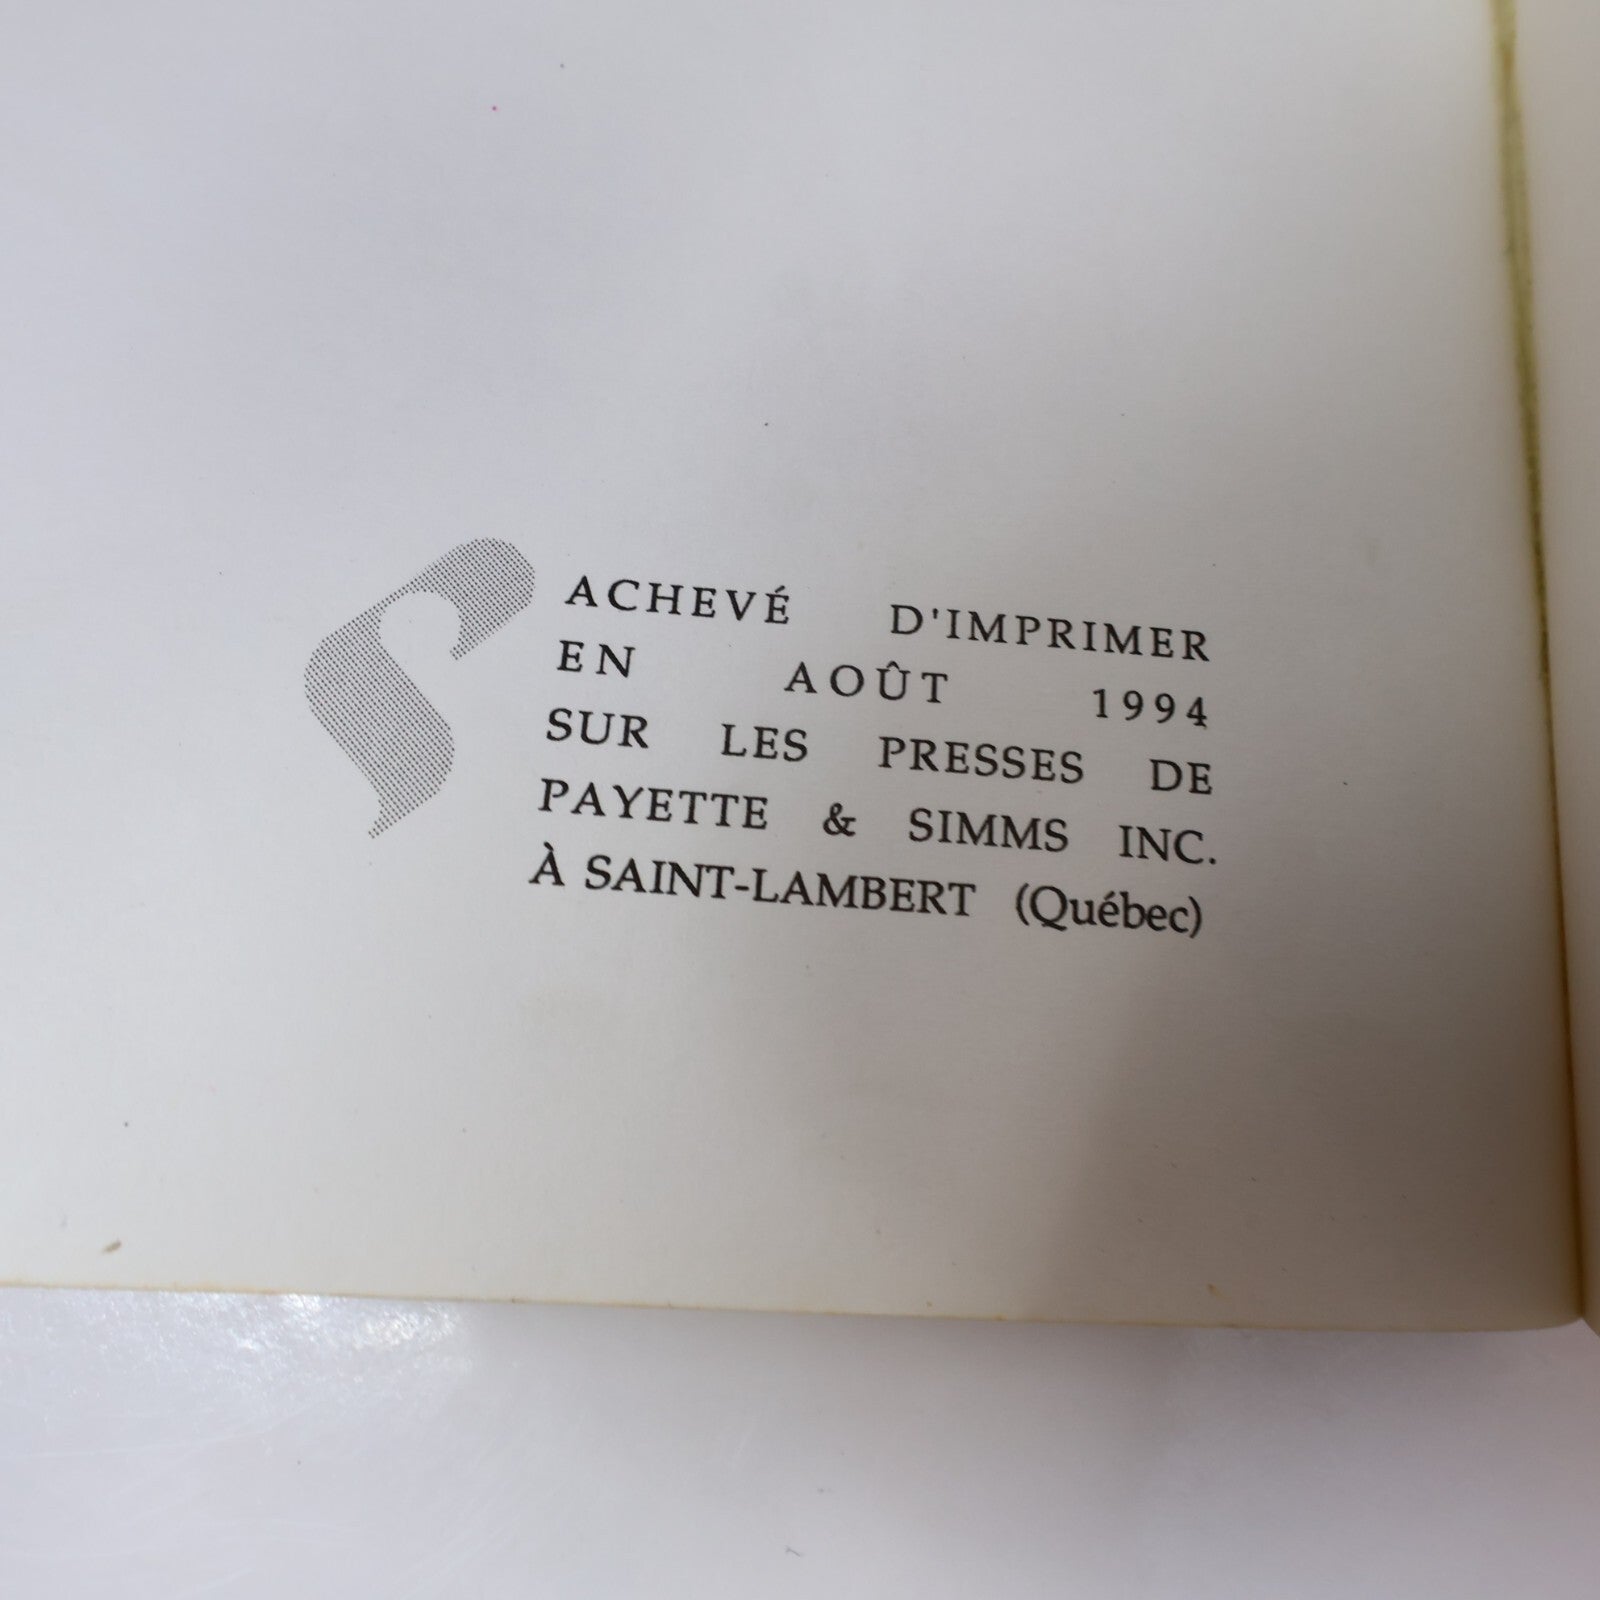 ACHEVÉ D'IMPRIMER
EN AOÛT 1994
SUR LES PRESSES DE
PAYETTE & SIMMS INC.
À SAINT-LAMBERT (Québec)